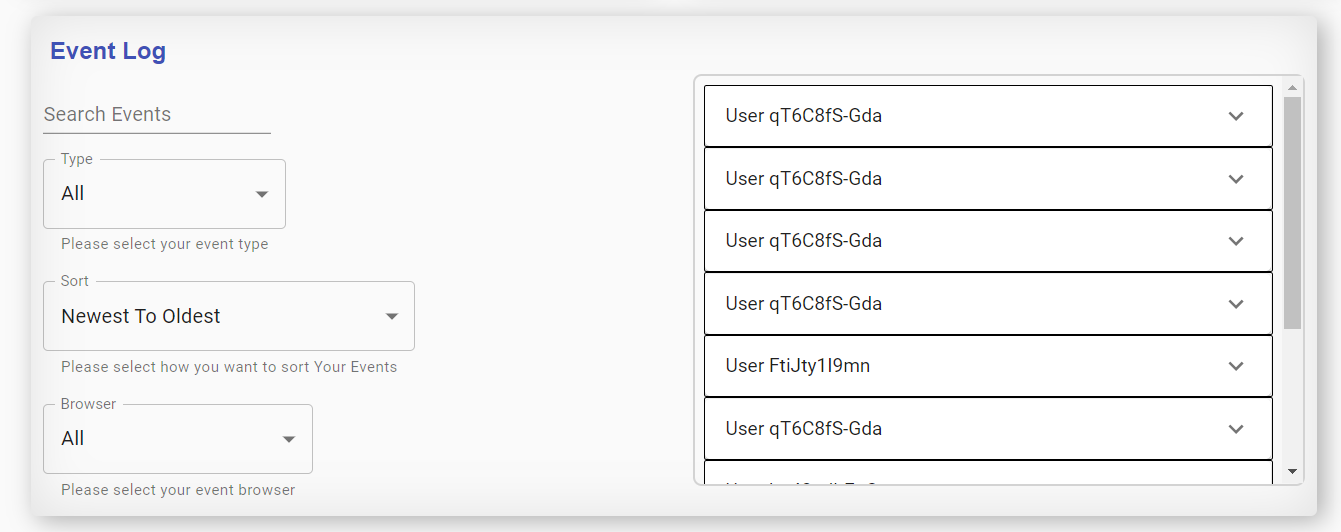 Event Log
Search Events
Type
All
Please select your event type
Sort
Newest To Oldest
Please select how you want to sort Your Events
Browser
All
Please select your event browser
User qT6C8fS-Gda
User qT6C8fS-Gda
User qT6C8fS-Gda
User qT6C8fS-Gda
User FtiJty1I9mn
User qT6C8fS-Gda